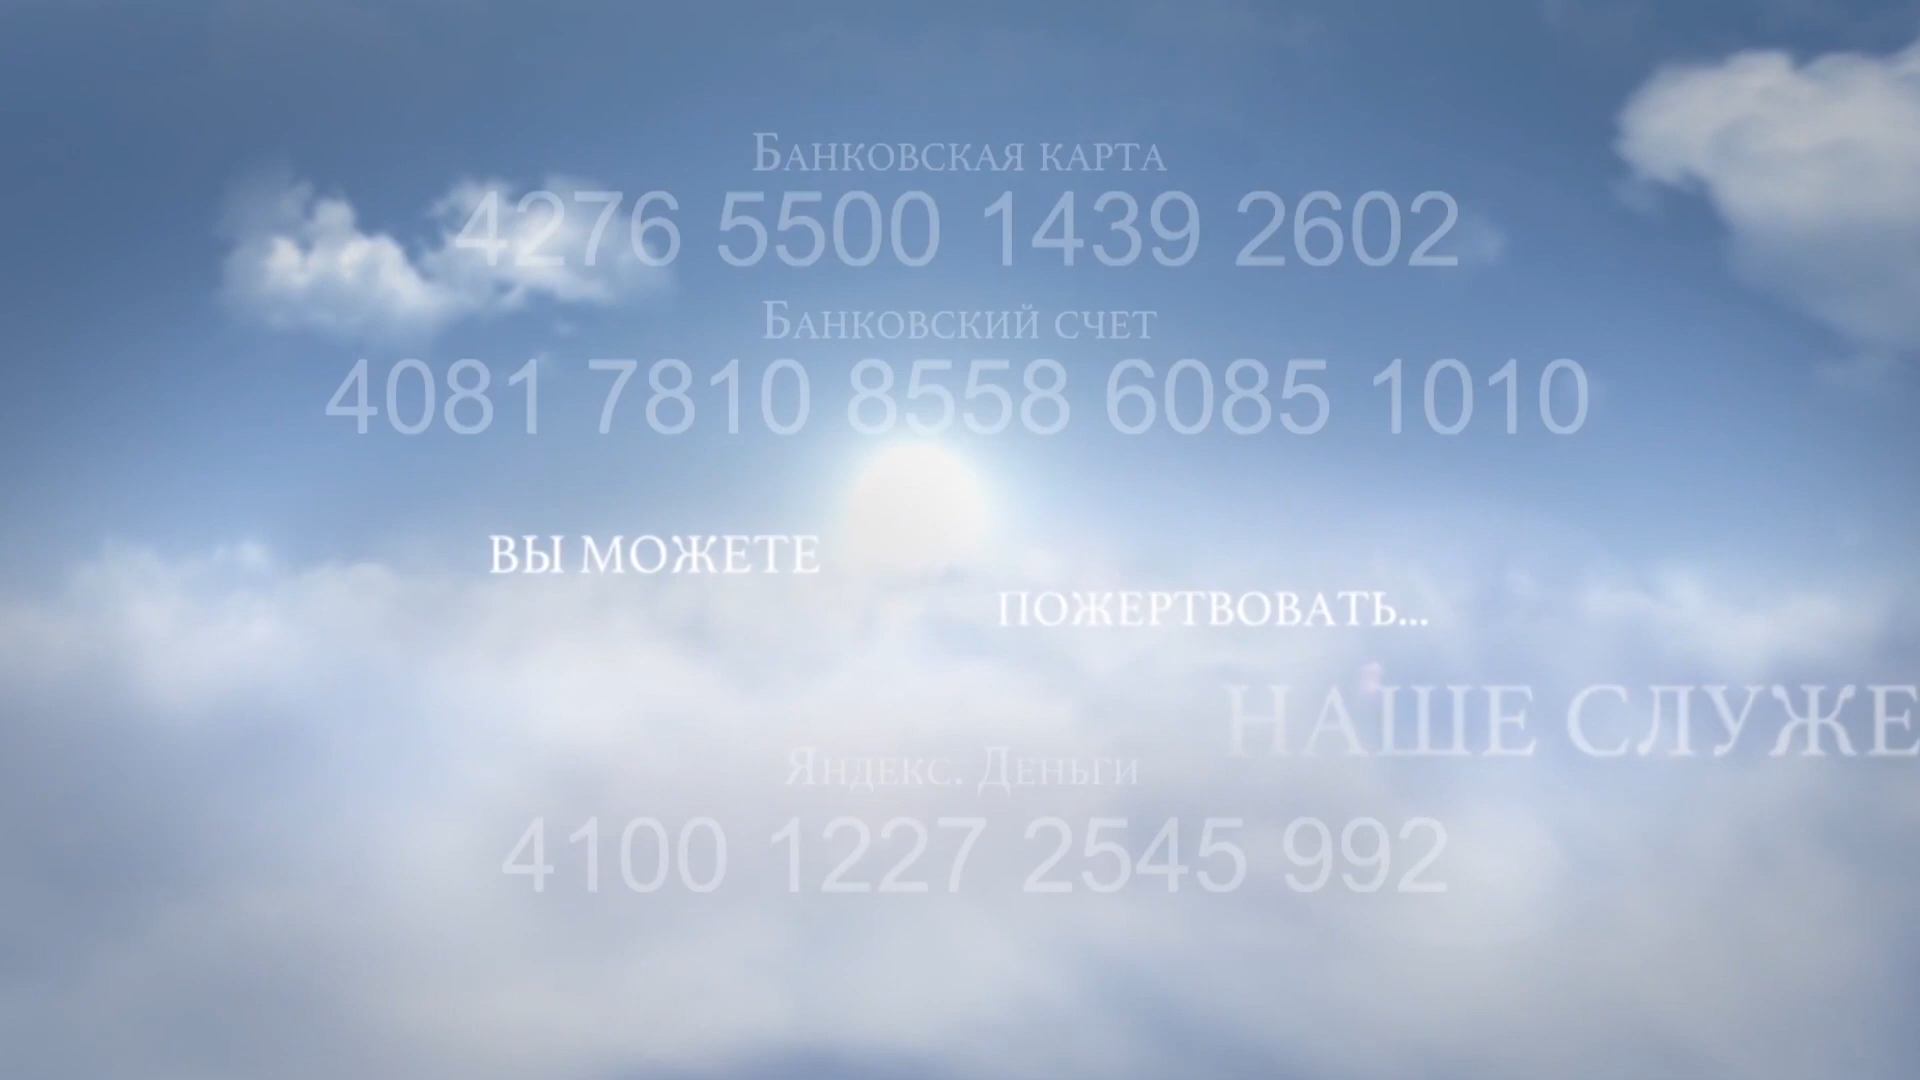 Банковская карта
4276 5500 1439 2602
Банковский счет
4081 7810 8558 6085 1010
ВЫ МОЖЕТЕ
ПОЖЕРТВОВАТЬ...
НАШЕ СЛУЖЕ
Яндекс. Деньги
4100 1227 2545 992